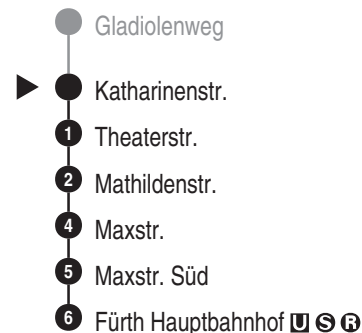 Gladiolenweg
Katharinenstr.
1 Theaterstr.
2 Mathildenstr.
4 Maxstr.
5 Maxstr. Süd
6 Fürth Hauptbahnhof U S R